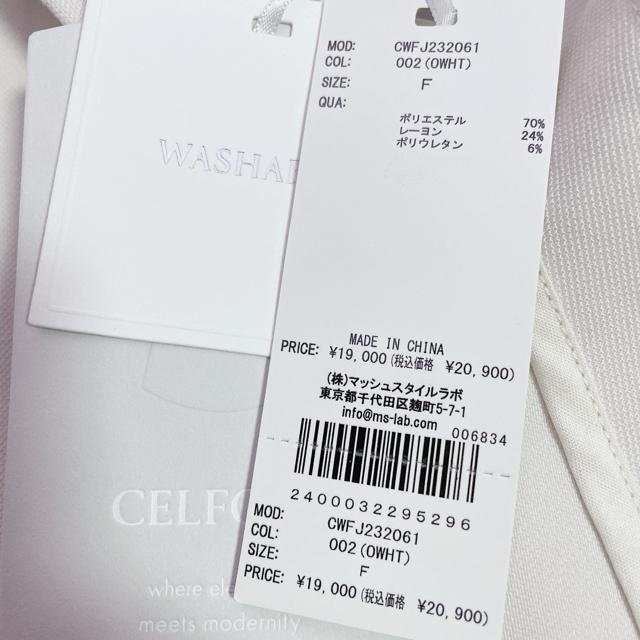 MOD: CWFJ232061
COL: 002(OWHT)
SIZE: F
QUA:
ポリエステル 70%
レーヨン 24%
ポリウレタン 6%
MADE IN CHINA
PRICE: ¥19,000(税込価格 ¥20,900)
(株)マッシュスタイルラボ
東京都千代田区麹町5-7-1
info@ms-lab.com
006834
2400032295296
MOD: CWFJ232061
COL: 002(OWHT)
SIZE: F
PRICE: ¥19,000(税込価格 ¥20,900)
where
meets modernity